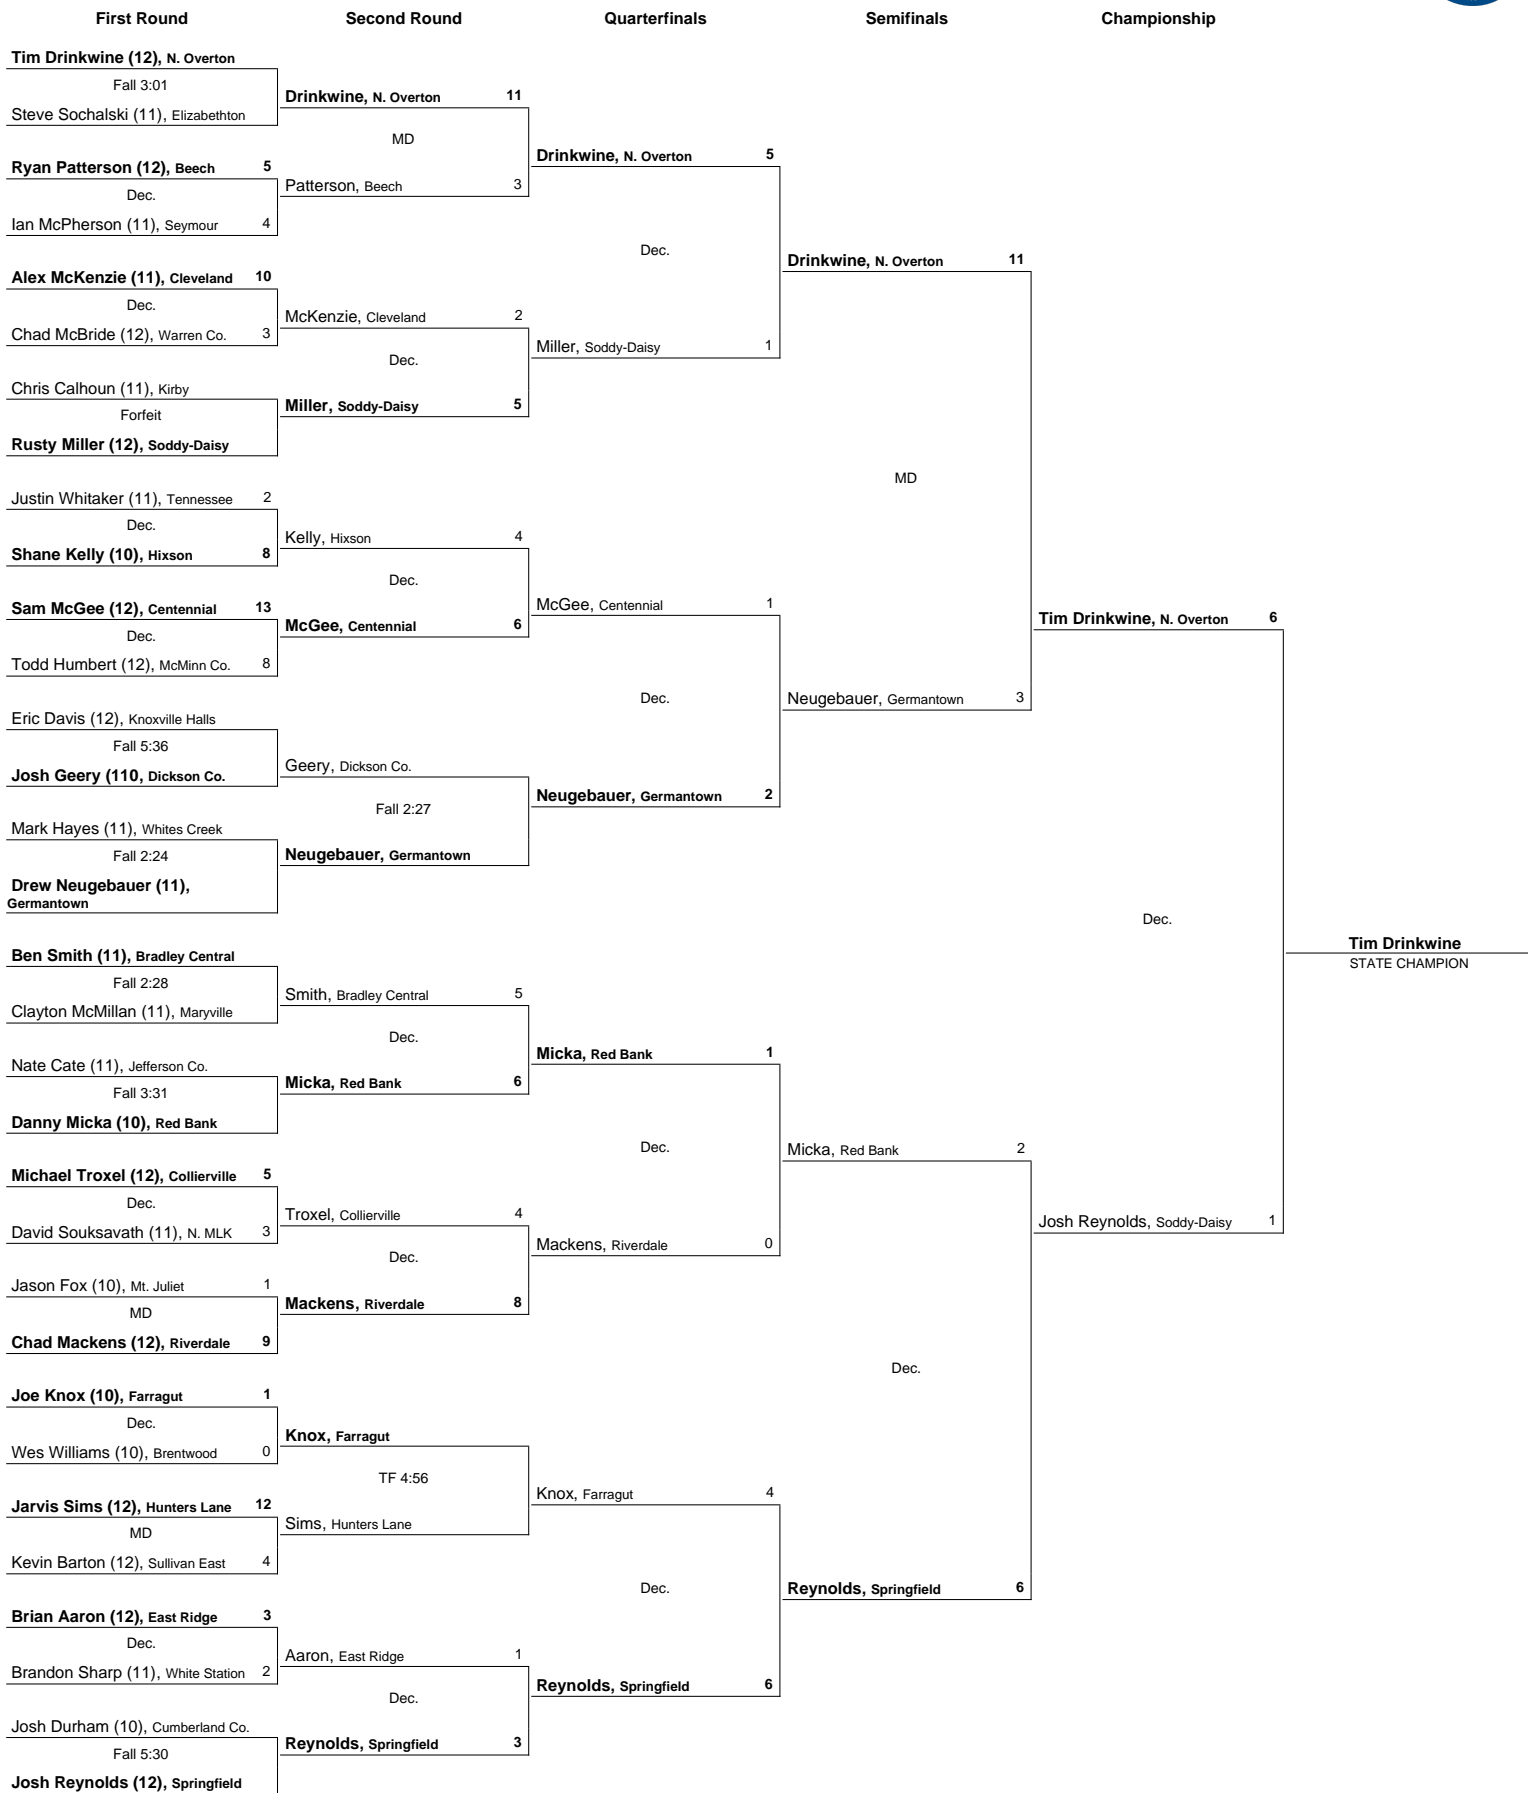 First Round
Second Round
Quarterfinals
Semifinals
Championship
Tim Drinkwine (12), N. Overton
Fall 3:01
Steve Sochalski (11), Elizabethton
Ryan Patterson (12), Beech 5
Dec.
Ian McPherson (11), Seymour 4
Alex McKenzie (11), Cleveland 10
Dec.
Chad McBride (12), Warren Co. 3
Chris Calhoun (11), Kirby
Forfeit
Rusty Miller (12), Soddy-Daisy
Justin Whitaker (11), Tennessee 2
Dec.
Shane Kelly (10), Hixson 8
Sam McGee (12), Centennial 13
Dec.
Todd Humbert (12), McMinn Co. 8
Eric Davis (12), Knoxville Halls
Fall 5:36
Josh Geery (110, Dickson Co.
Mark Hayes (11), Whites Creek
Fall 2:24
Drew Neugebauer (11),
Germantown
Ben Smith (11), Bradley Central
Fall 2:28
Clayton McMillan (11), Maryville
Nate Cate (11), Jefferson Co.
Fall 3:31
Danny Micka (10), Red Bank
Michael Troxel (12), Collierville 5
Dec.
David Souksavath (11), N. MLK 3
Jason Fox (10), Mt. Juliet 1
MD
Chad Mackens (12), Riverdale 9
Joe Knox (10), Farragut 1
Dec.
Wes Williams (10), Brentwood 0
Jarvis Sims (12), Hunters Lane 12
MD
Kevin Barton (12), Sullivan East 4
Brian Aaron (12), East Ridge 3
Dec.
Brandon Sharp (11), White Station 2
Josh Durham (10), Cumberland Co.
Fall 5:30
Josh Reynolds (12), Springfield
Drinkwine, N. Overton 11
MD
Patterson, Beech 3
McKenzie, Cleveland 2
Dec.
Miller, Soddy-Daisy 5
Kelly, Hixson 4
Dec.
McGee, Centennial 6
Geery, Dickson Co.
Fall 2:27
Neugebauer, Germantown
Smith, Bradley Central 5
Dec.
Micka, Red Bank 6
Troxel, Collierville 4
Dec.
Mackens, Riverdale 8
Knox, Farragut
TF 4:56
Sims, Hunters Lane
Aaron, East Ridge 1
Dec.
Reynolds, Springfield 3
Drinkwine, N. Overton 5
Dec.
Miller, Soddy-Daisy 1
McGee, Centennial 1
Dec.
Neugebauer, Germantown 2
Micka, Red Bank 1
Dec.
Mackens, Riverdale 0
Knox, Farragut 4
Dec.
Reynolds, Springfield 6
Drinkwine, N. Overton 11
MD
Neugebauer, Germantown 3
Micka, Red Bank 2
Dec.
Reynolds, Springfield 6
Tim Drinkwine, N. Overton 6
Dec.
Josh Reynolds, Soddy-Daisy 1
Tim Drinkwine
STATE CHAMPION